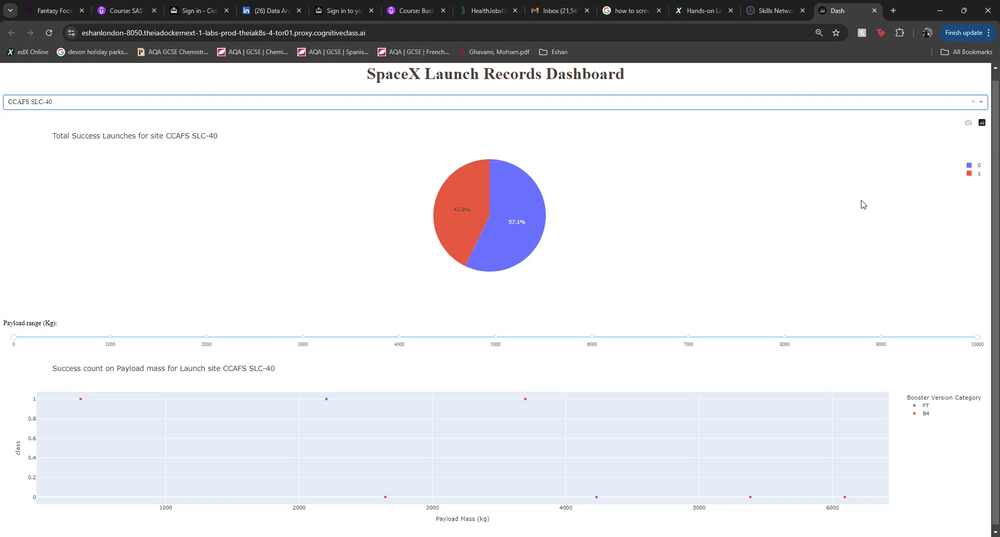 Fantasy Foot
Course: SAS
Sign in - Civi
(26) Data An
Sign in to yo
Course: Busi
HealthJobsU
Inbox (21,54
how to scree
Hands-on La
Skills Netwo
Dash
eshanlondon-8050.theiadockernext-1-labs-prod-theiak8s-4-tor01.proxy.cognitiveclass.ai
Finish update
edX Online
devon holiday parks...
AQA GCSE Chemistr...
AQA | GCSE | Chemi...
AQA | GCSE | Spanis...
AQA | GCSE | French...
Ghavami, Mohsen.pdf
Eshan
All Bookmarks
SpaceX Launch Records Dashboard
CCAFS SLC-40
Total Success Launches for site CCAFS SLC-40
0
1
42.9%
57.1%
Payload range (Kg):
0 1000 2000 3000 4000 5000 6000 7000 8000 9000 10000
Success count on Payload mass for Launch site CCAFS SLC-40
Booster Version Category
FT
B4
1
0.8
0.6
0.4
0.2
0
class
1000 2000 3000 4000 5000 6000
Payload Mass (kg)